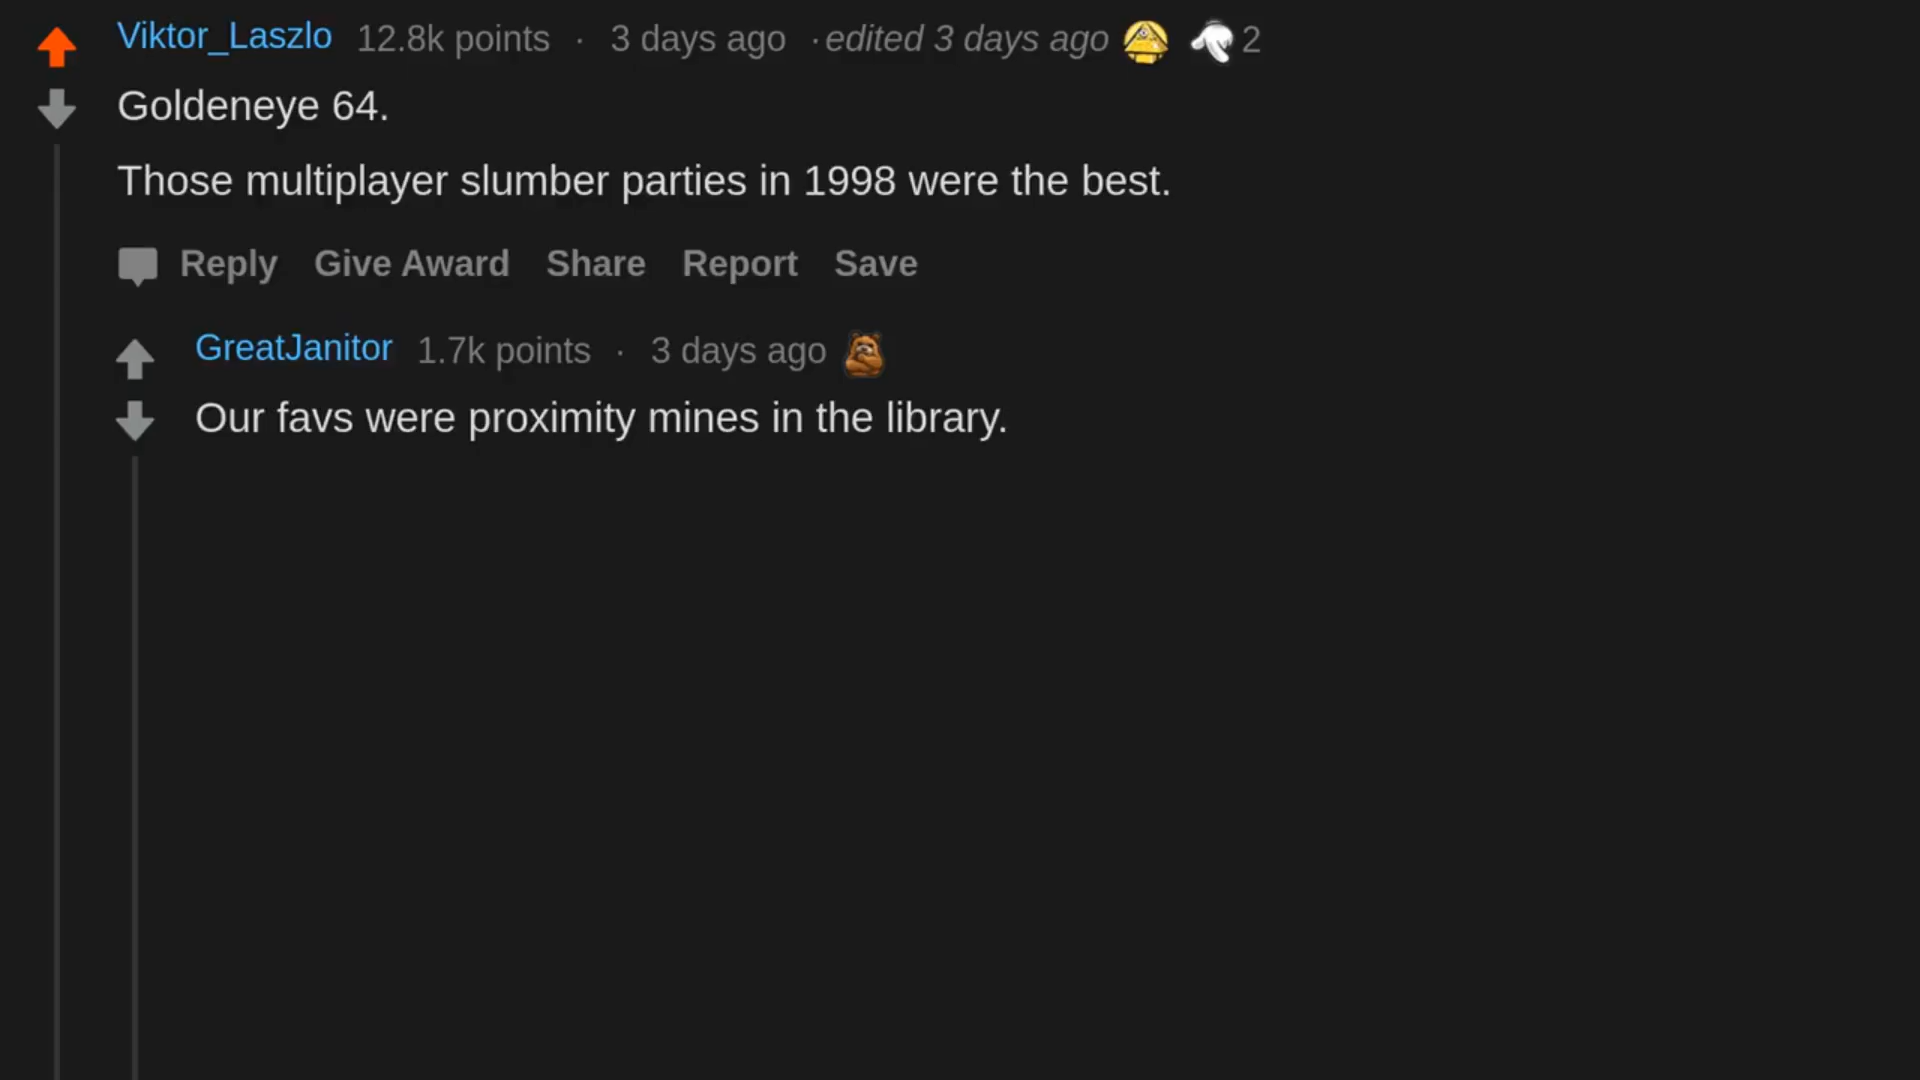 Viktor_Laszlo 12.8k points · 3 days ago ·edited 3 days ago 2
Goldeneye 64.
Those multiplayer slumber parties in 1998 were the best.
Reply Give Award Share Report Save
GreatJanitor 1.7k points · 3 days ago
Our favs were proximity mines in the library.